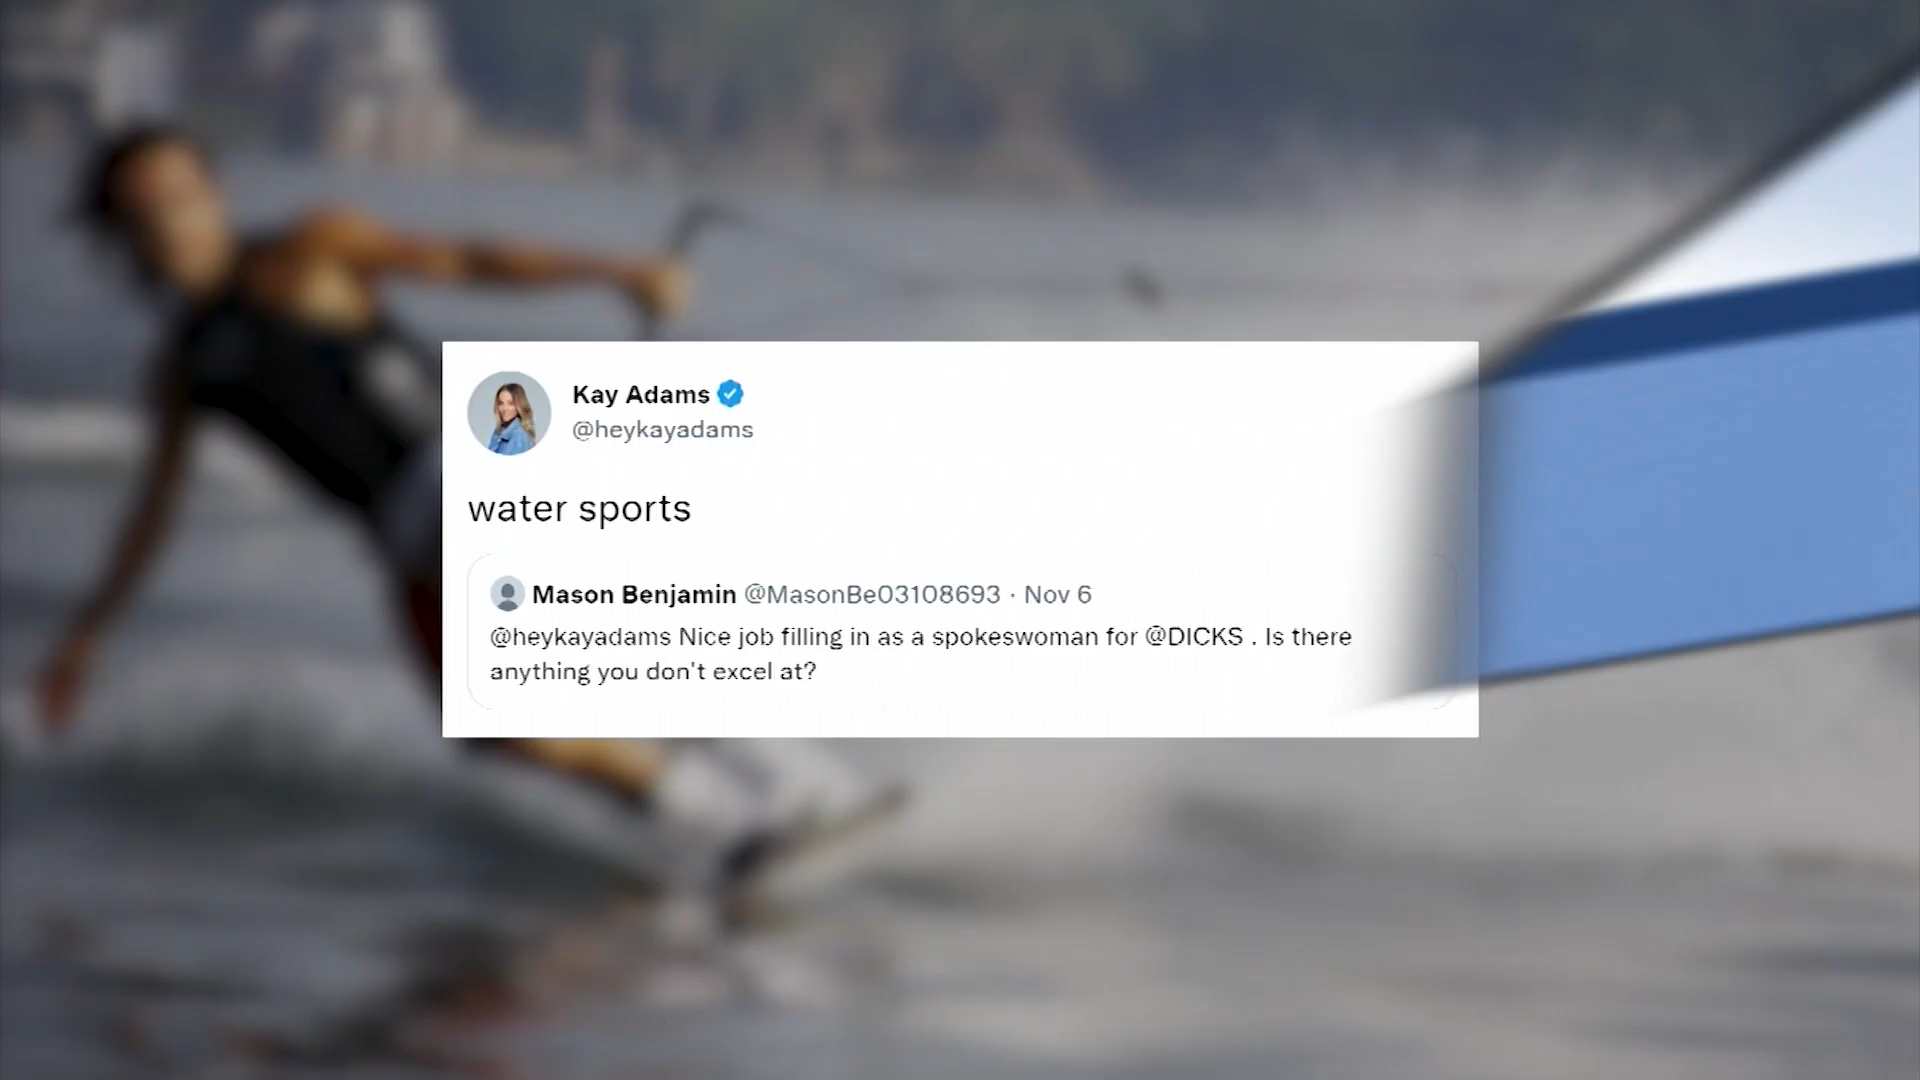 Kay Adams
@heykayadams
water sports
Mason Benjamin @MasonBe03108693 · Nov 6
@heykayadams Nice job filling in as a spokeswoman for @DICKS . Is there
anything you don't excel at?